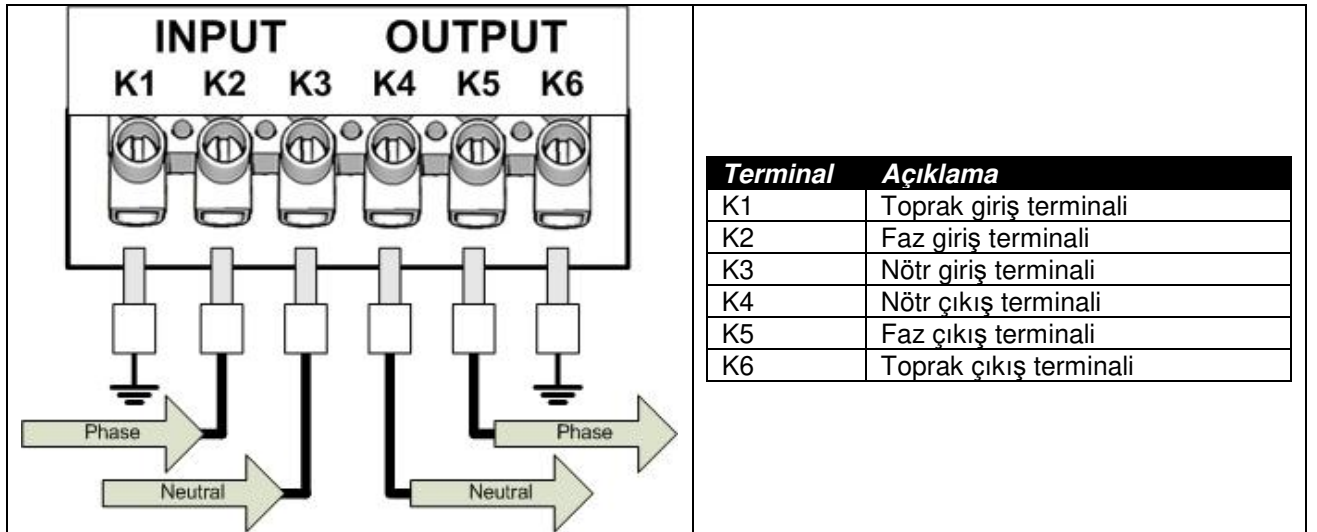 INPUT OUTPUT
K1 K2 K3 K4 K5 K6
Phase Phase
Neutral Neutral
Terminal Açıklama
K1 Toprak giriş terminali
K2 Faz giriş terminali
K3 Nötr giriş terminali
K4 Nötr çıkış terminali
K5 Faz çıkış terminali
K6 Toprak çıkış terminali